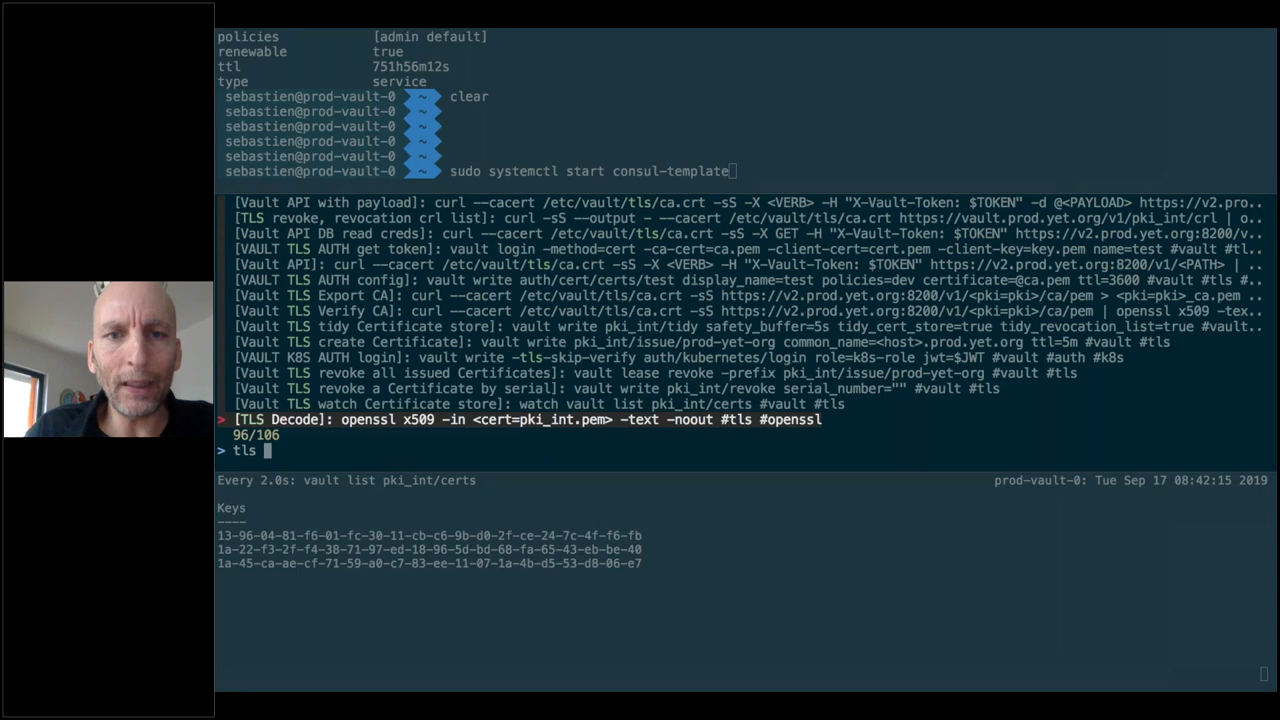 policies [admin default]
renewable true
ttl 751h56m12s
type service
sebastien@prod-vault-0 ~ clear
sebastien@prod-vault-0 ~
sebastien@prod-vault-0 ~
sebastien@prod-vault-0 ~
sebastien@prod-vault-0 ~
sebastien@prod-vault-0 ~ sudo systemctl start consul-template
[Vault API with payload]: curl --cacert /etc/vault/tls/ca.crt -sS -X <VERB> -H "X-Vault-Token: $TOKEN" -d @<PAYLOAD> https://v2.pro..
[TLS revoke, revocation crl list]: curl -sS --output - --cacert /etc/vault/tls/ca.crt https://vault.prod.yet.org/v1/pki_int/crl | o..
[Vault API DB read creds]: curl --cacert /etc/vault/tls/ca.crt -sS -X GET -H "X-Vault-Token: $TOKEN" https://v2.prod.yet.org:8200/v..
[VAULT TLS AUTH get token]: vault login -method=cert -ca-cert=ca.pem -client-cert=cert.pem -client-key=key.pem name=test #vault #tl..
[Vault API]: curl --cacert /etc/vault/tls/ca.crt -sS -X <VERB> -H "X-Vault-Token: $TOKEN" https://v2.prod.yet.org:8200/v1/<PATH> | ..
[VAULT TLS AUTH config]: vault write auth/cert/certs/test display_name=test policies=dev certificate=@ca.pem ttl=3600 #vault #tls #..
[Vault TLS Export CA]: curl --cacert /etc/vault/tls/ca.crt -sS https://v2.prod.yet.org:8200/v1/<pki=pki>/ca/pem > <pki=pki>_ca.pem ..
[Vault TLS Verify CA]: curl --cacert /etc/vault/tls/ca.crt -sS https://v2.prod.yet.org:8200/v1/<pki=pki>/ca/pem | openssl x509 -tex..
[Vault TLS tidy Certificate store]: vault write pki_int/tidy safety_buffer=5s tidy_cert_store=true tidy_revocation_list=true #vault..
[Vault TLS create Certificate]: vault write pki_int/issue/prod-yet-org common_name=<host>.prod.yet.org ttl=5m #vault #tls
[VAULT K8S AUTH login]: vault write -tls-skip-verify auth/kubernetes/login role=k8s-role jwt=$JWT #vault #auth #k8s
[Vault TLS revoke all issued Certificates]: vault lease revoke -prefix pki_int/issue/prod-yet-org #vault #tls
[Vault TLS revoke a Certificate by serial]: vault write pki_int/revoke serial_number="" #vault #tls
[Vault TLS watch Certificate store]: watch vault list pki_int/certs #vault #tls
> [TLS Decode]: openssl x509 -in <cert=pki_int.pem> -text -noout #tls #openssl
96/106
> tls
Every 2.0s: vault list pki_int/certs prod-vault-0: Tue Sep 17 08:42:15 2019
Keys
----
13-96-04-81-f6-01-fc-30-11-cb-c6-9b-d0-2f-ce-24-7c-4f-f6-fb
1a-22-f3-2f-f4-38-71-97-ed-18-96-5d-bd-68-fa-65-43-eb-be-40
1a-45-ca-ae-cf-71-59-a0-c7-83-ee-11-07-1a-4b-d5-53-d8-06-e7